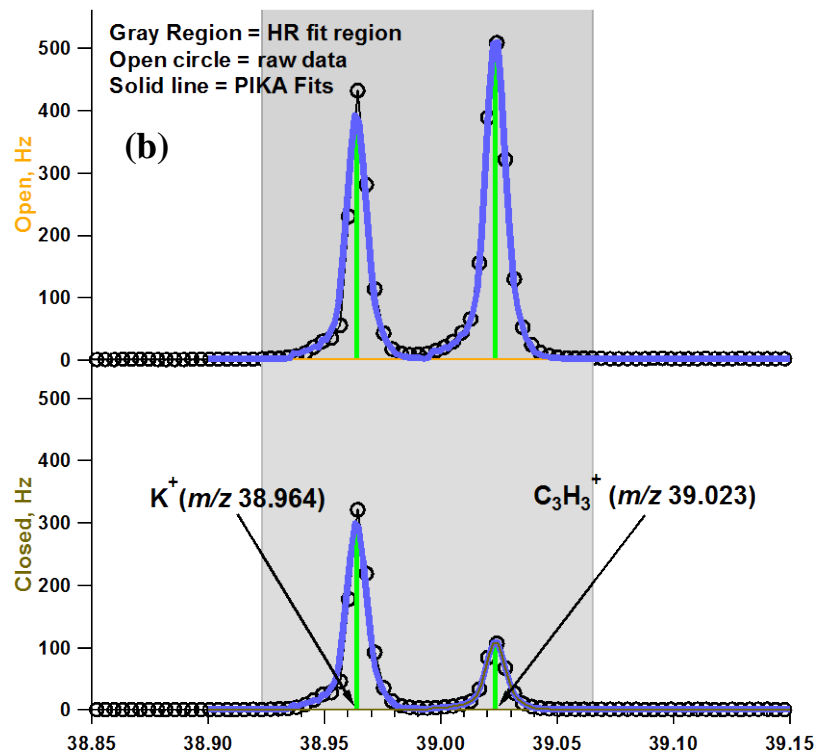 Gray Region = HR fit region
Open circle = raw data
Solid line = PIKA Fits
(b)
Open, Hz
500
400
300
200
100
0
Closed, Hz
500
400
300
200
100
0
K+ (m/z 38.964)
C3H3+ (m/z 39.023)
38.85 38.90 38.95 39.00 39.05 39.10 39.15